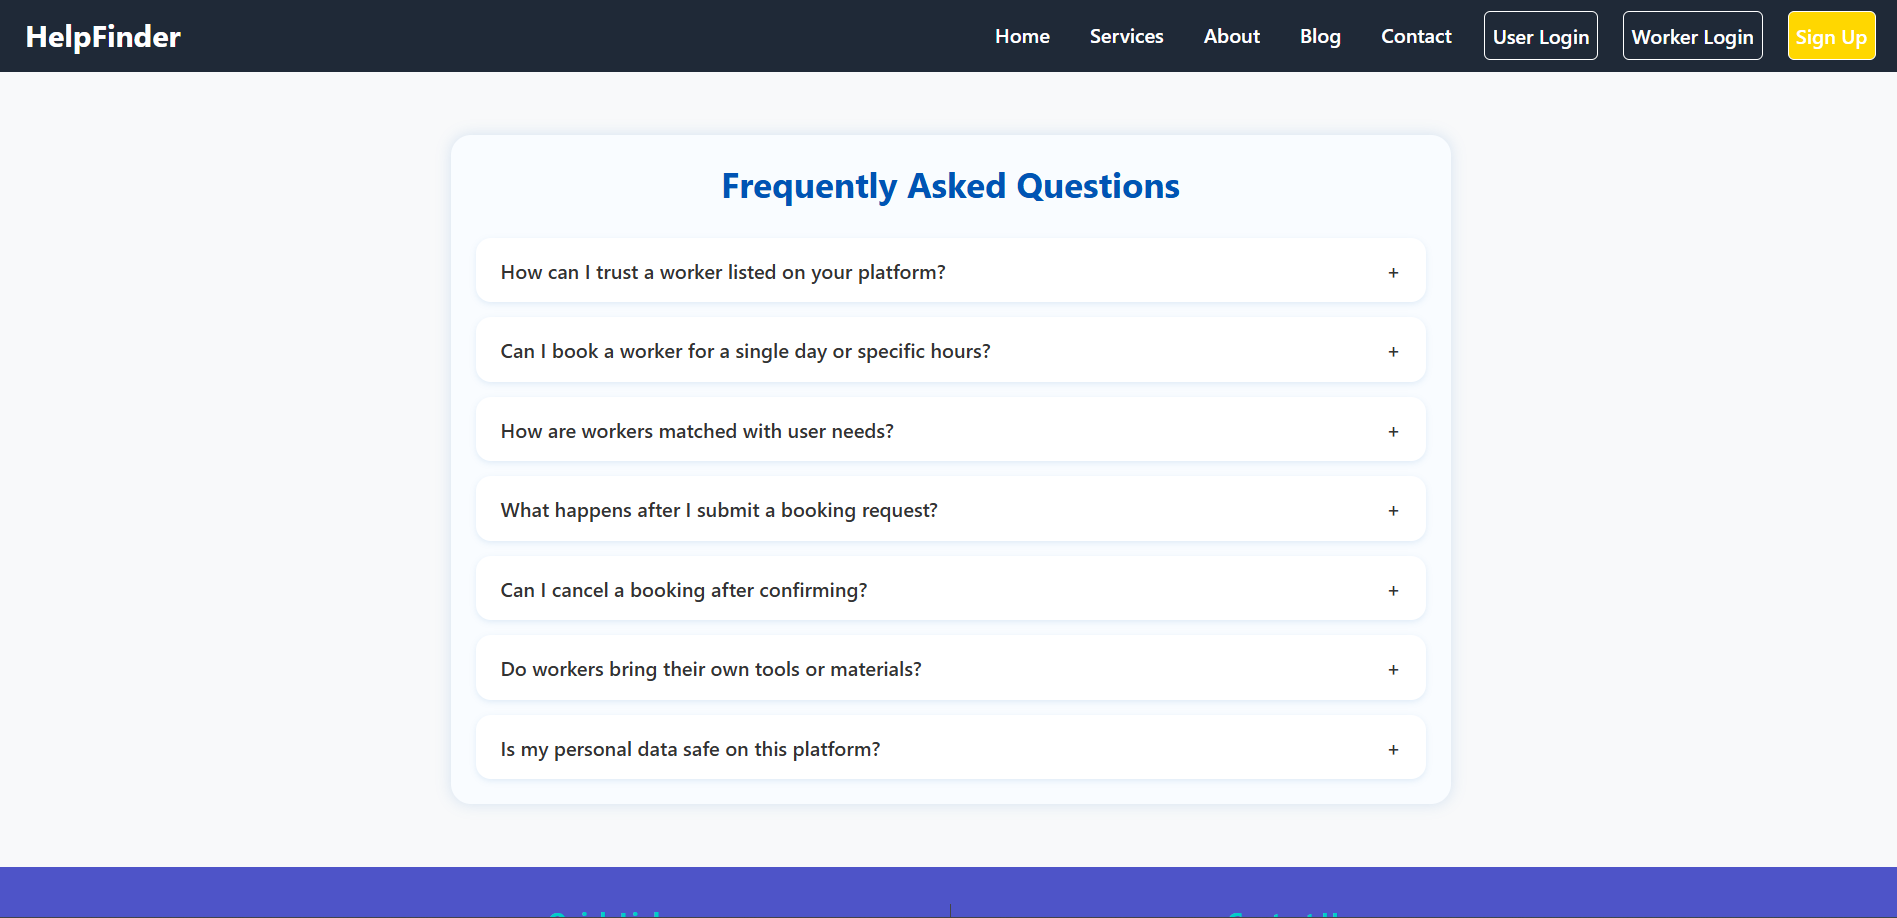 HelpFinder
Home Services About Blog Contact User Login Worker Login Sign Up
Frequently Asked Questions
How can I trust a worker listed on your platform? +
Can I book a worker for a single day or specific hours? +
How are workers matched with user needs? +
What happens after I submit a booking request? +
Can I cancel a booking after confirming? +
Do workers bring their own tools or materials? +
Is my personal data safe on this platform? +